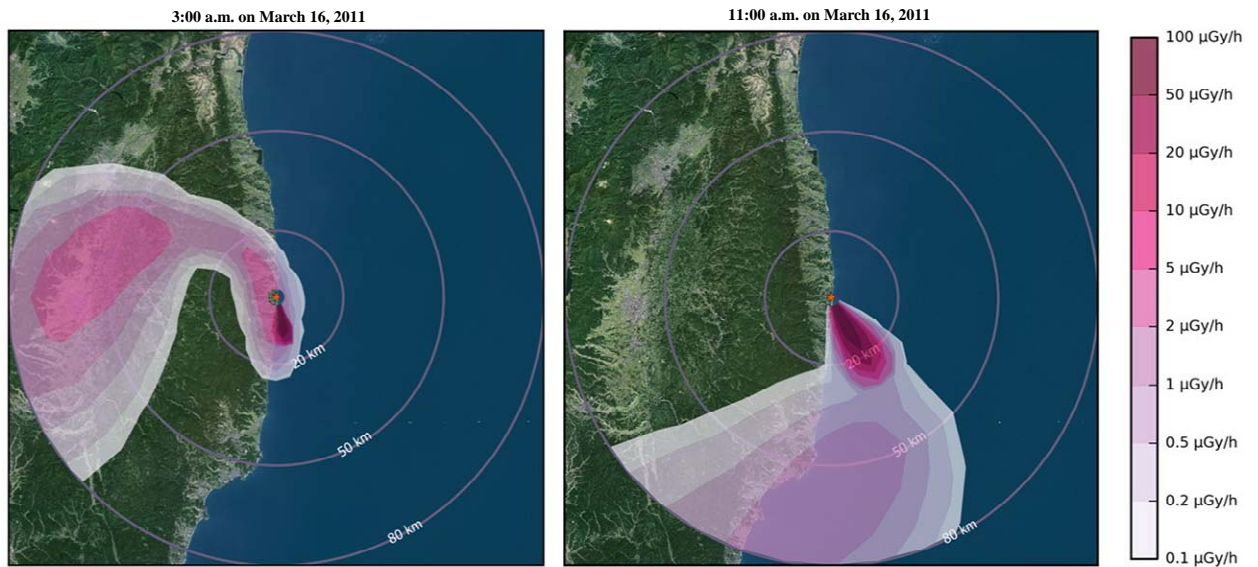 3:00 a.m. on March 16, 2011
11:00 a.m. on March 16, 2011
20 km
50 km
80 km
20 km
50 km
80 km
100 µGy/h
50 µGy/h
20 µGy/h
10 µGy/h
5 µGy/h
2 µGy/h
1 µGy/h
0.5 µGy/h
0.2 µGy/h
0.1 µGy/h